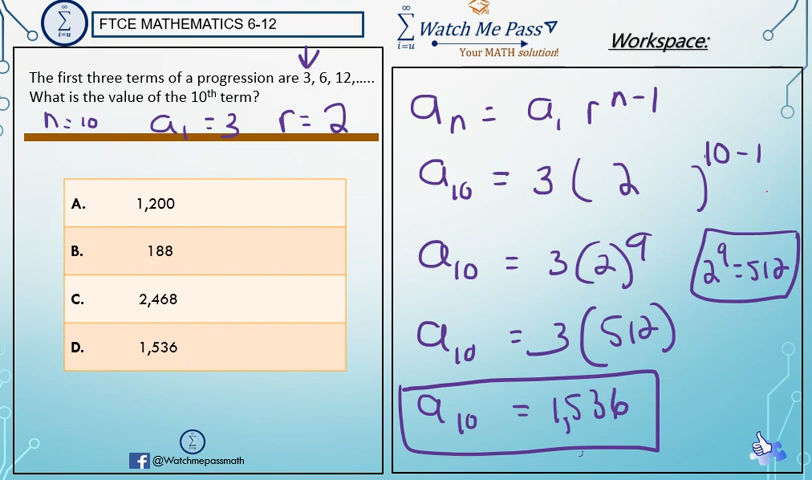 ∞
Σ
i=u
FTCE MATHEMATICS 6-12
The first three terms of a progression are 3, 6, 12,.....
What is the value of the 10th term?
n = 10 a₁ = 3 r = 2
A. 1,200
B. 188
C. 2,468
D. 1,536
Σ
@Watchmepassmath
∞
Σ Watch Me Pass
i=u
Your MATH solution!
Workspace:
aₙ = a₁ rⁿ⁻¹
a₁₀ = 3 ( 2 )¹⁰⁻¹
a₁₀ = 3(2)⁹
2⁹=512
a₁₀ = 3(512)
a₁₀ = 1,536